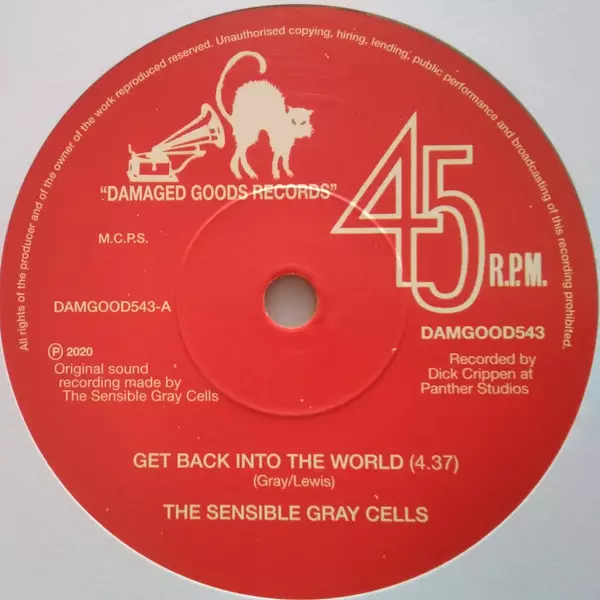 All rights of the producer and of the owner of the work reproduced reserved. Unauthorised copying, hiring, lending, public performance and broadcasting of this recording prohibited.
"DAMAGED GOODS RECORDS"
45 R.P.M.
M.C.P.S.
DAMGOOD543-A
DAMGOOD543
℗ 2020
Original sound
recording made by
The Sensible Gray Cells
Recorded by
Dick Crippen at
Panther Studios
GET BACK INTO THE WORLD (4.37)
(Gray/Lewis)
THE SENSIBLE GRAY CELLS